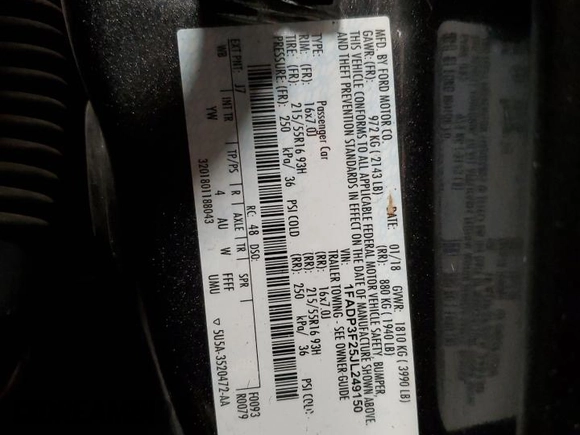 MFD. BY FORD MOTOR CO.
DATE: 01/18 GVWR: 1810 KG ( 3990 LB)
GAWR: (FR): 972 KG ( 2143 LB) (RR): 880 KG ( 1940 LB)
THIS VEHICLE CONFORMS TO ALL APPLICABLE FEDERAL MOTOR VEHICLE SAFETY, BUMPER,
AND THEFT PREVENTION STANDARDS IN EFFECT ON THE DATE OF MANUFACTURE SHOWN ABOVE.
VIN: 1FADP3F25JL249150
TYPE: Passenger Car TRAILER TOWING - SEE OWNER GUIDE
RIM: (FR): 16x7.0J (RR): 16x7.0J
TIRE: (FR): 215/55R16 93H (RR): 215/55R16 93H
PRESSURE: (FR): 250 kPa/ 36 PSI COLD (RR): 250 kPa/ 36 PSI COLD
EXT PNT: J7 RC: 48 DSO: F0093
WB INT TR TP/PS R AXLE TR SPR R0079
YW 4 AU W FFFF UMU
3201801188043 ▽ 5U5A-3520472-AA